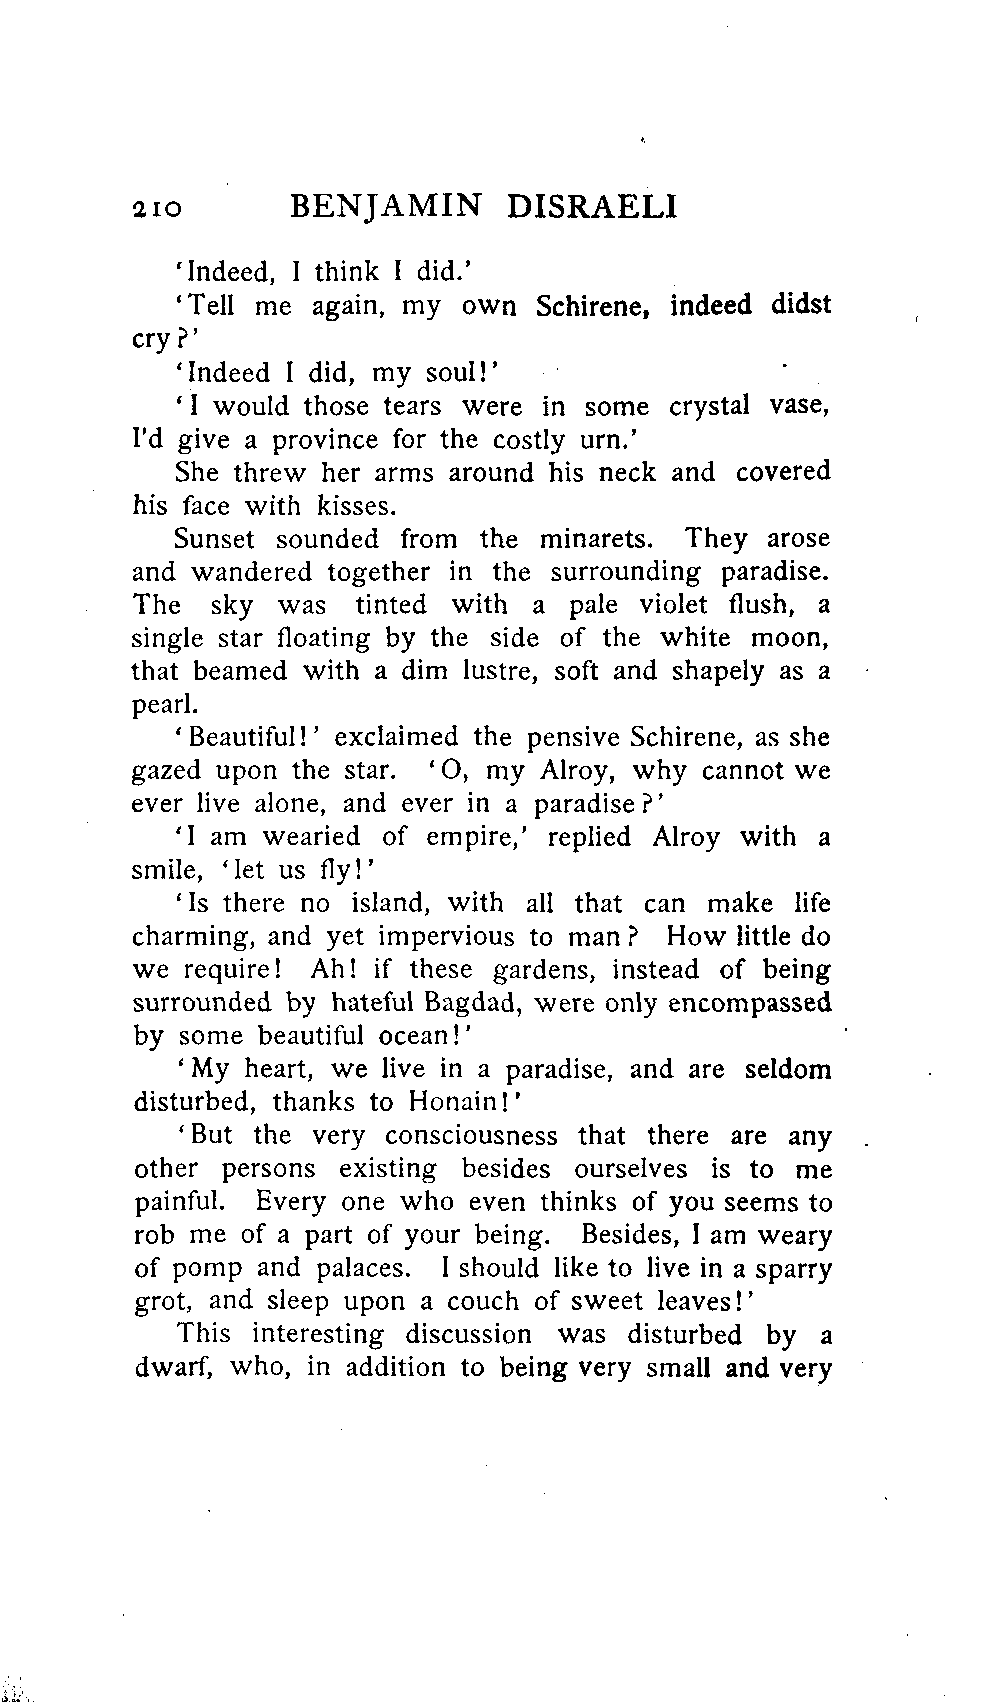 210 BENJAMIN DISRAELI
'Indeed, I think I did.'
'Tell me again, my own Schirene, indeed didst
cry?'
'Indeed I did, my soul!'
'I would those tears were in some crystal vase,
I'd give a province for the costly urn.'
She threw her arms around his neck and covered
his face with kisses.
Sunset sounded from the minarets. They arose
and wandered together in the surrounding paradise.
The sky was tinted with a pale violet flush, a
single star floating by the side of the white moon,
that beamed with a dim lustre, soft and shapely as a
pearl.
'Beautiful!' exclaimed the pensive Schirene, as she
gazed upon the star. 'O, my Alroy, why cannot we
ever live alone, and ever in a paradise?'
'I am wearied of empire,' replied Alroy with a
smile, 'let us fly!'
'Is there no island, with all that can make life
charming, and yet impervious to man? How little do
we require! Ah! if these gardens, instead of being
surrounded by hateful Bagdad, were only encompassed
by some beautiful ocean!'
'My heart, we live in a paradise, and are seldom
disturbed, thanks to Honain!'
'But the very consciousness that there are any
other persons existing besides ourselves is to me
painful. Every one who even thinks of you seems to
rob me of a part of your being. Besides, I am weary
of pomp and palaces. I should like to live in a sparry
grot, and sleep upon a couch of sweet leaves!'
This interesting discussion was disturbed by a
dwarf, who, in addition to being very small and very